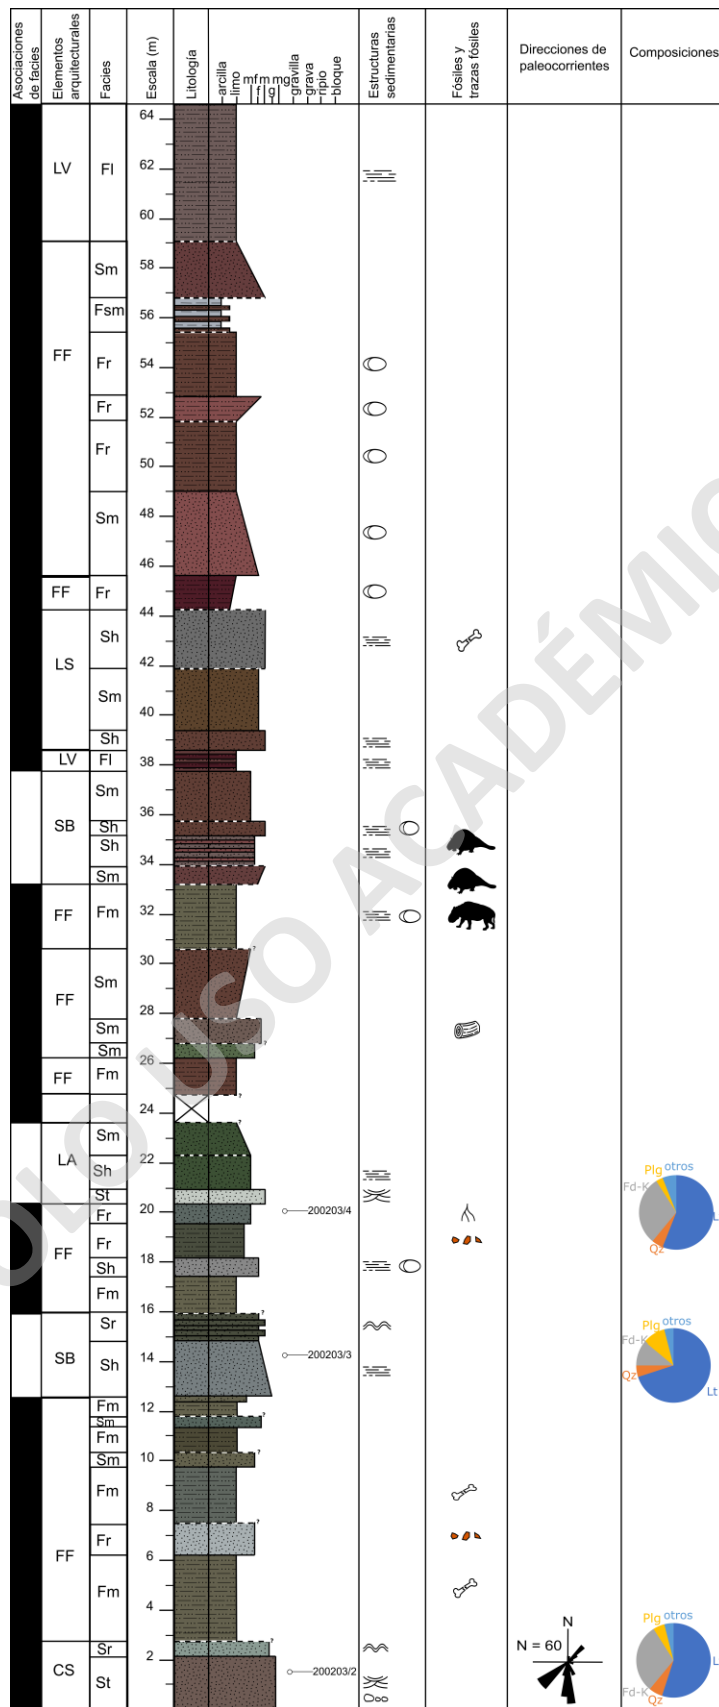 Asociaciones
de facies
Elementos
arquitecturales
Facies
Escala (m)
Litología
arcilla
limo
mf
f
m
g
mg
gravilla
grava
ripio
bloque
Estructuras
sedimentarias
Fósiles y
trazas fósiles
Direcciones de
paleocorrientes
Composiciones
64
LV
Fl
62
60
58
Sm
56
Fsm
FF
Fr
54
Fr
52
Fr
50
Sm
48
46
FF
Fr
44
Sh
LS
42
Sm
40
Sh
LV
Fl
38
Sm
36
SB
Sh
Sh
34
Sm
FF
Fm
32
30
?
Sm
FF
28
Sm
Sm
?
26
FF
Fm
24
?
?
Sm
LA
22
Sh
St
20
Fr
200203/4
Plg
otros
Fd-K
Qz
L
FF
Fr
18
Sh
Fm
16
Sr
?
SB
14
Sh
200203/3
Plg
otros
Fd-K
Qz
Lt
Fm
12
Sm
?
Fm
10
Sm
?
Fm
8
?
FF
Fr
6
Fm
4
Sr
2
?
CS
St
200203/2
N
N = 60
Plg
otros
Fd-K
Qz
L
SOLO USO ACADÉMIC